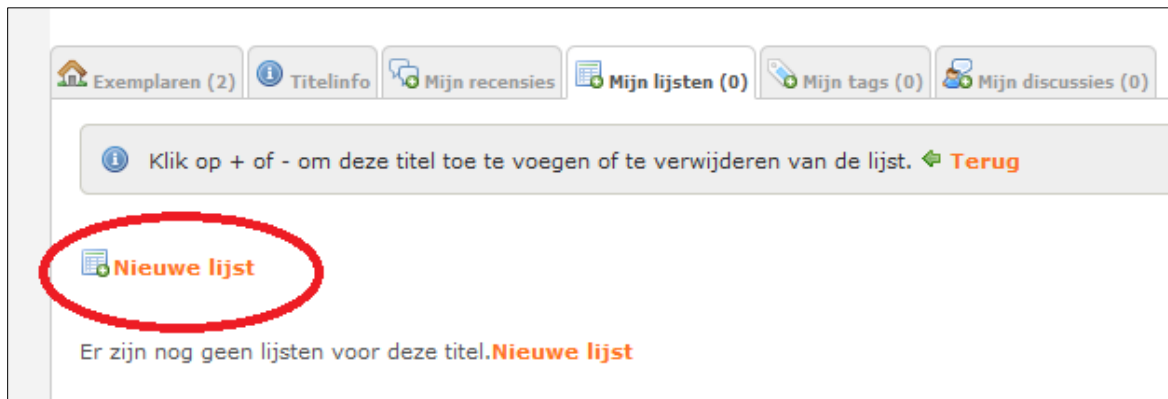 Exemplaren (2) Titelinfo Mijn recensies Mijn lijsten (0) Mijn tags (0) Mijn discussies (0)
Klik op + of - om deze titel toe te voegen of te verwijderen van de lijst. Terug
Nieuwe lijst
Er zijn nog geen lijsten voor deze titel.Nieuwe lijst